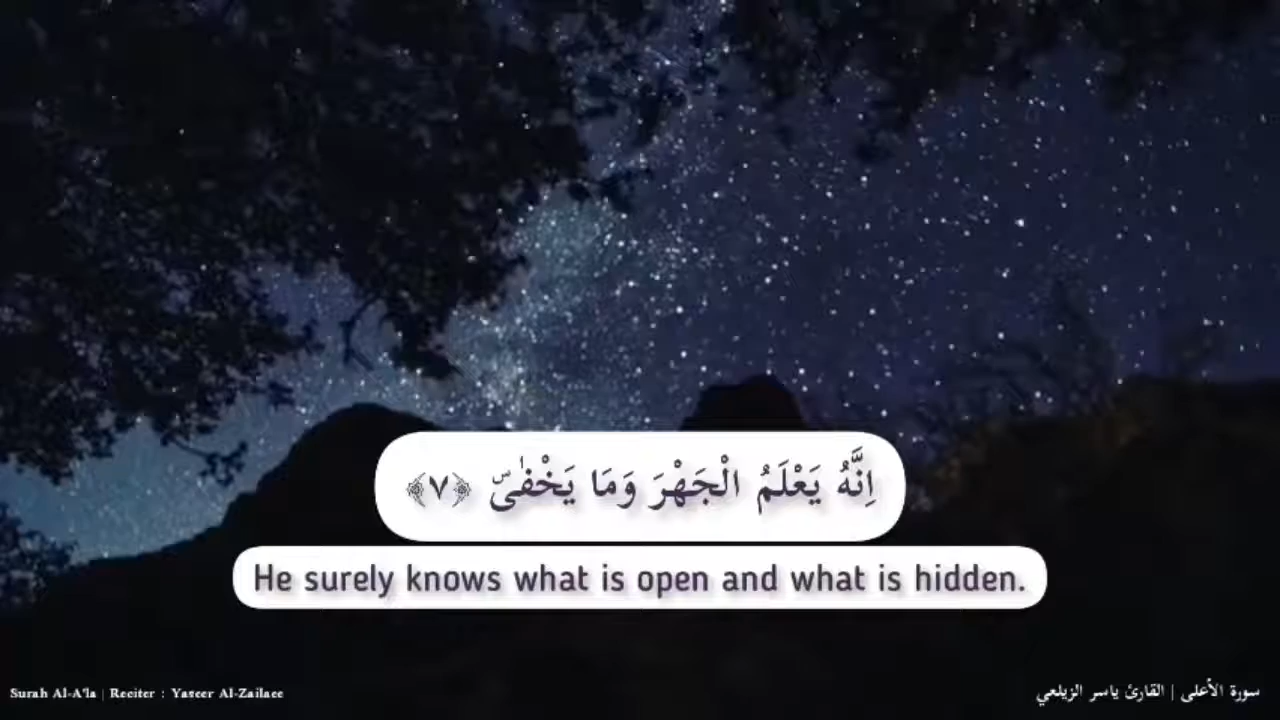 اِنَّهُ يَعْلَمُ الْجَهْرَ وَمَا يَخْفٰىؕ ﴿٧﴾
He surely knows what is open and what is hidden.
Surah Al-A'la | Reciter : Yaseer Al-Zailaee
سورة الأعلى | القارئ ياسر الزيلعي